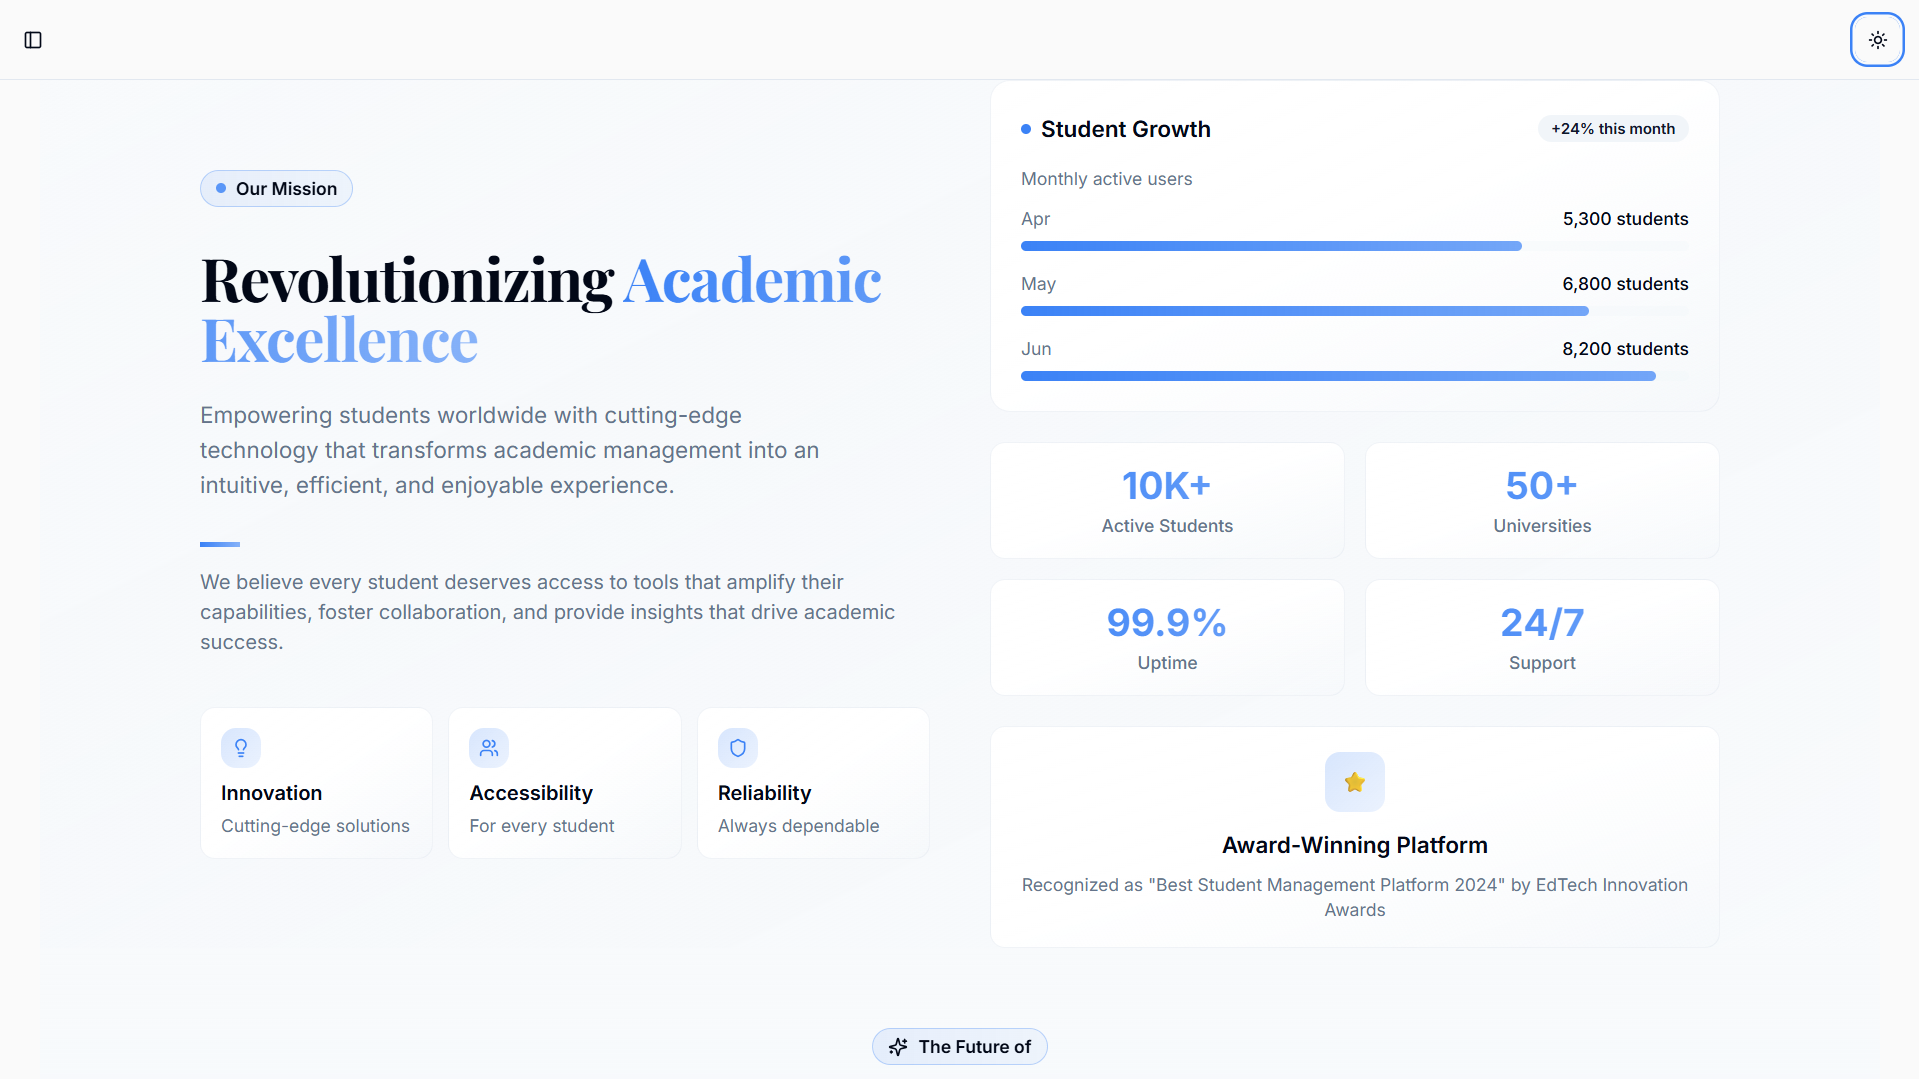 Our Mission
Revolutionizing Academic
Excellence
Empowering students worldwide with cutting-edge
technology that transforms academic management into an
intuitive, efficient, and enjoyable experience.
We believe every student deserves access to tools that amplify their
capabilities, foster collaboration, and provide insights that drive academic
success.
Innovation
Cutting-edge solutions
Accessibility
For every student
Reliability
Always dependable
Student Growth
+24% this month
Monthly active users
Apr
5,300 students
May
6,800 students
Jun
8,200 students
10K+
Active Students
50+
Universities
99.9%
Uptime
24/7
Support
Award-Winning Platform
Recognized as "Best Student Management Platform 2024" by EdTech Innovation
Awards
The Future of